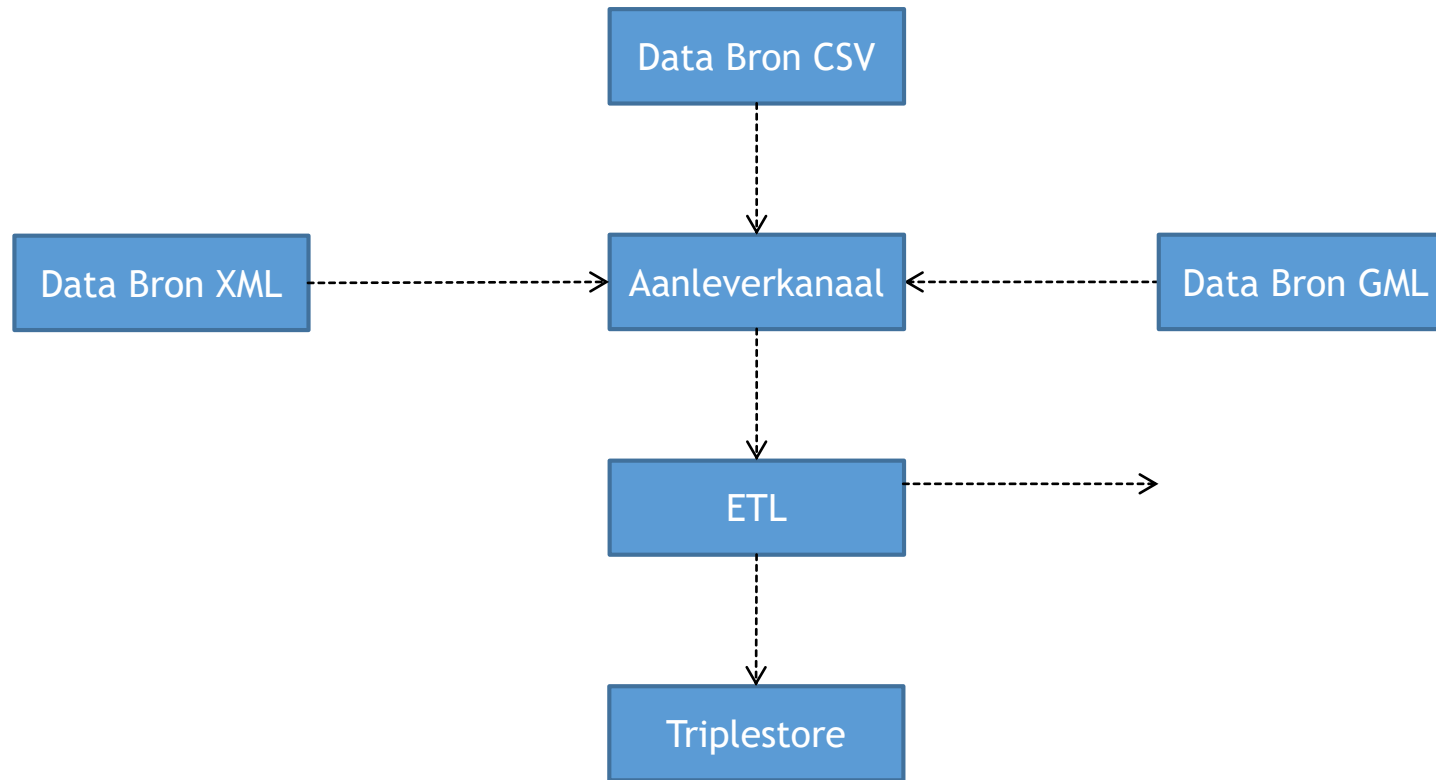 Data Bron CSV
Data Bron XML
Aanleverkanaal
Data Bron GML
ETL
Triplestore